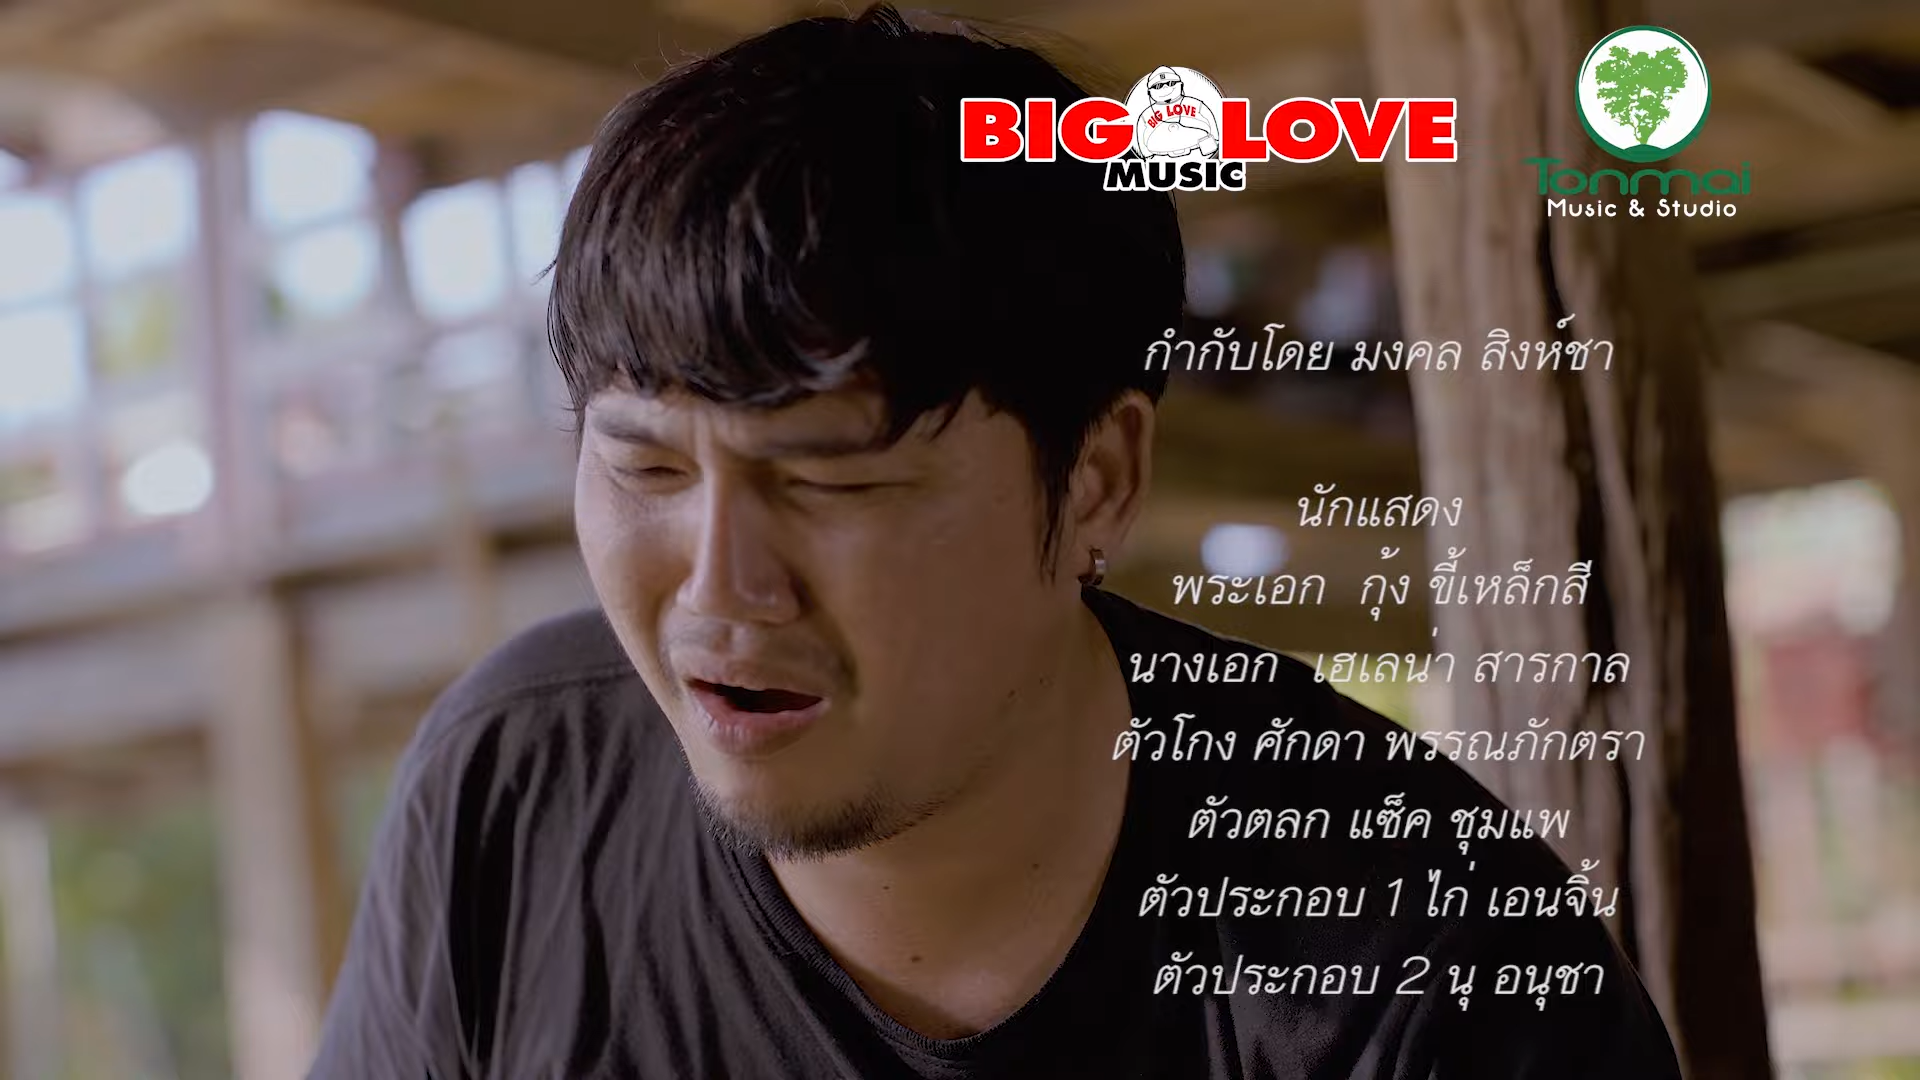 BIG LOVE
BIG LOVE
MUSIC
Tonmai
Music & Studio
กำกับโดย มงคล สิงห์ชา
นักแสดง
พระเอก กุ้ง ขี้เหล็กสี
นางเอก เฮเลน่า สารกาล
ตัวโกง ศักดา พรรณภักตรา
ตัวตลก แซ็ค ชุมแพ
ตัวประกอบ 1 ไก่ เอนจิ้น
ตัวประกอบ 2 นุ อนุชา